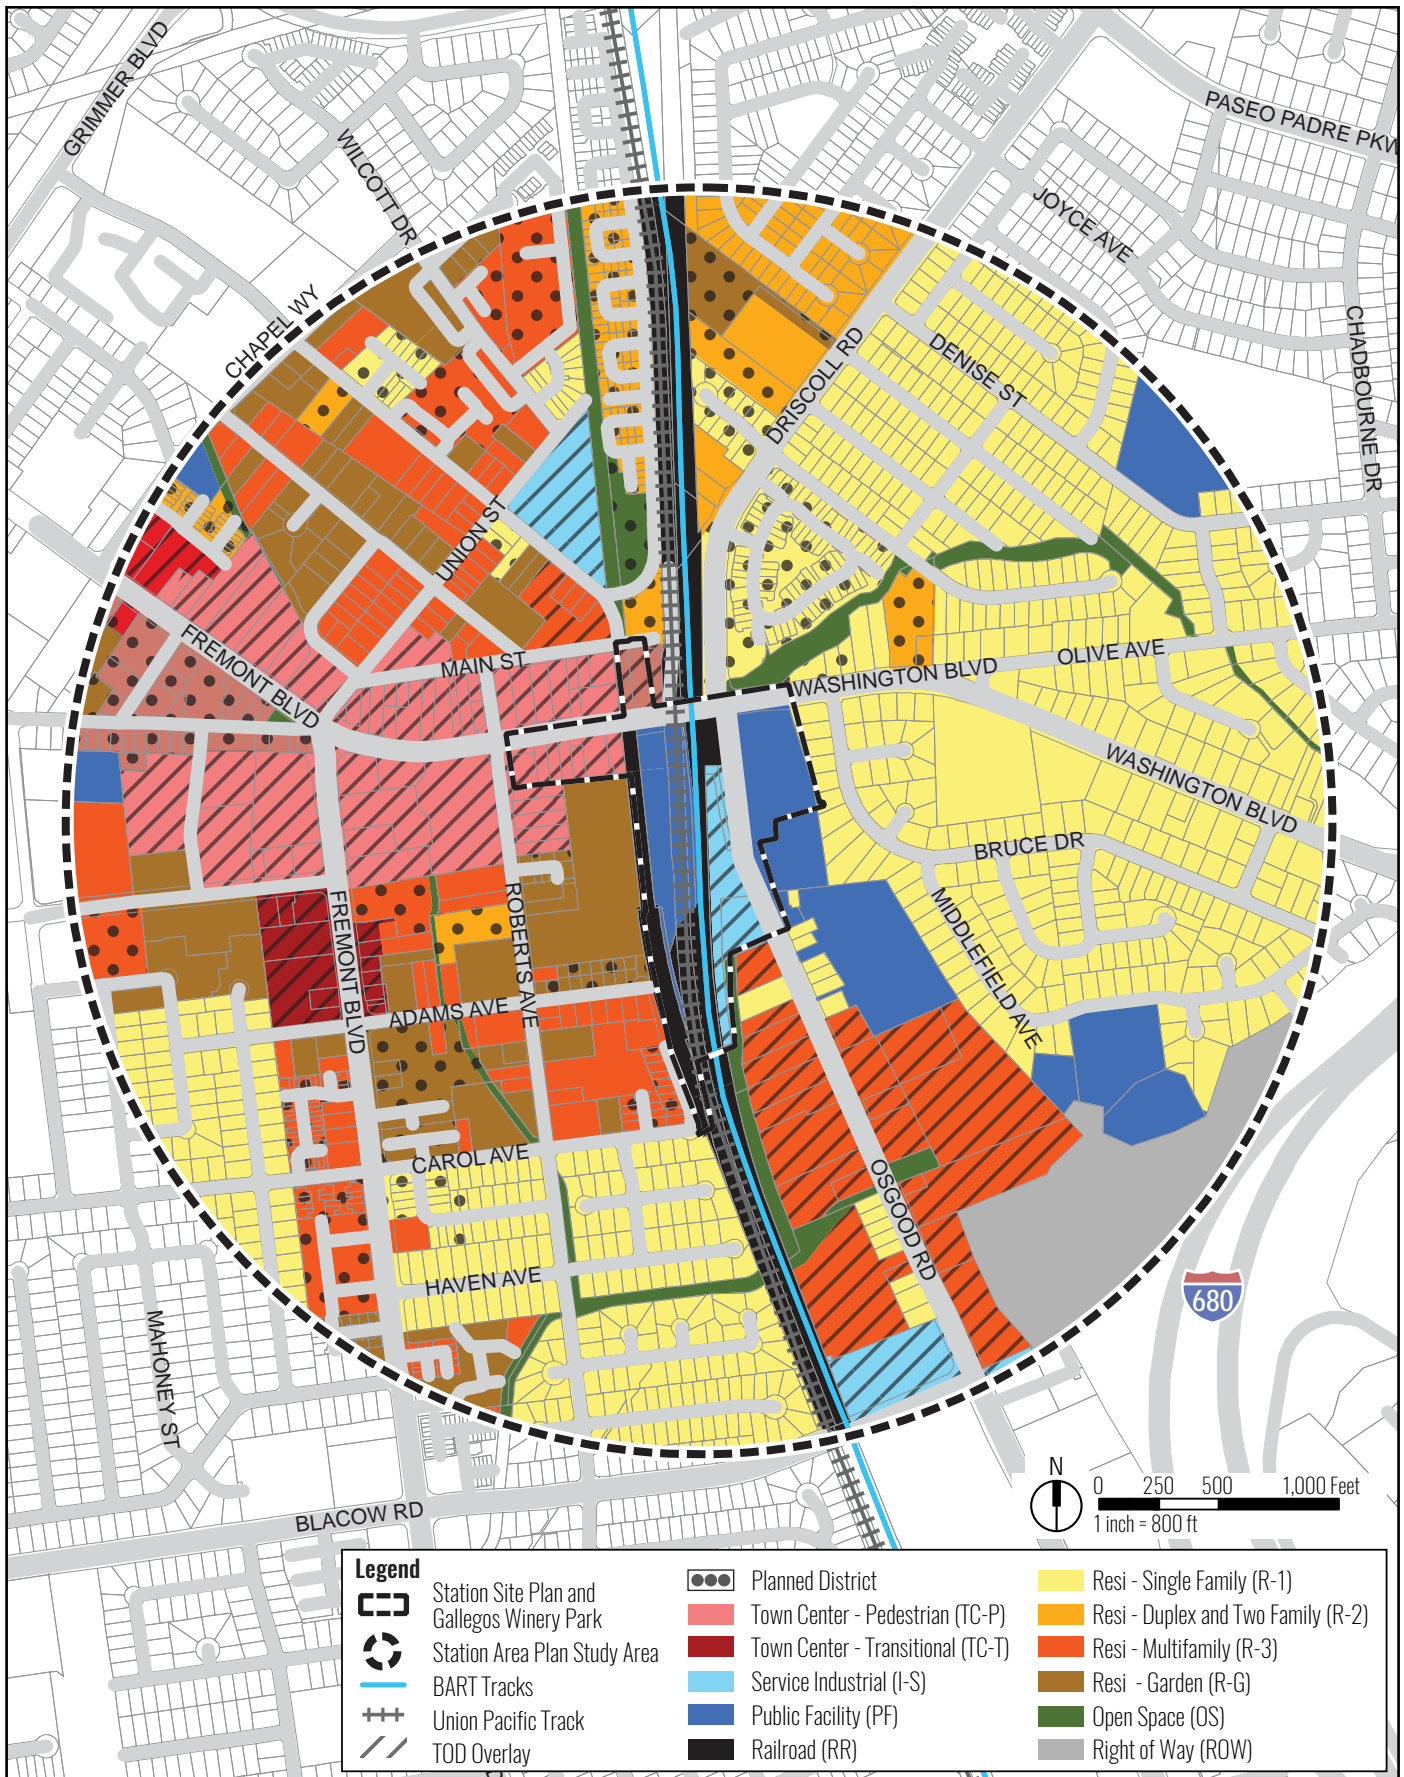 GRIMMER BLVD
WILCOTT DR
PASEO PADRE PKW
JOYCE AVE
CHAPEL WY
CHADBOURNE DR
DENISE ST
DRISCOLL RD
UNION ST
FREMONT BLVD
MAIN ST
WASHINGTON BLVD
OLIVE AVE
WASHINGTON BLVD
BRUCE DR
FREMONT BLVD
ROBERTS AVE
MIDDLEFIELD AVE
ADAMS AVE
CAROL AVE
OSGOOD RD
HAVEN AVE
680
MAHONEY ST
BLACOW RD
N
0 250 500 1,000 Feet
1 inch = 800 ft
Legend
Station Site Plan and
Gallegos Winery Park
Station Area Plan Study Area
BART Tracks
Union Pacific Track
TOD Overlay
Planned District
Town Center - Pedestrian (TC-P)
Town Center - Transitional (TC-T)
Service Industrial (I-S)
Public Facility (PF)
Railroad (RR)
Resi - Single Family (R-1)
Resi - Duplex and Two Family (R-2)
Resi - Multifamily (R-3)
Resi - Garden (R-G)
Open Space (OS)
Right of Way (ROW)